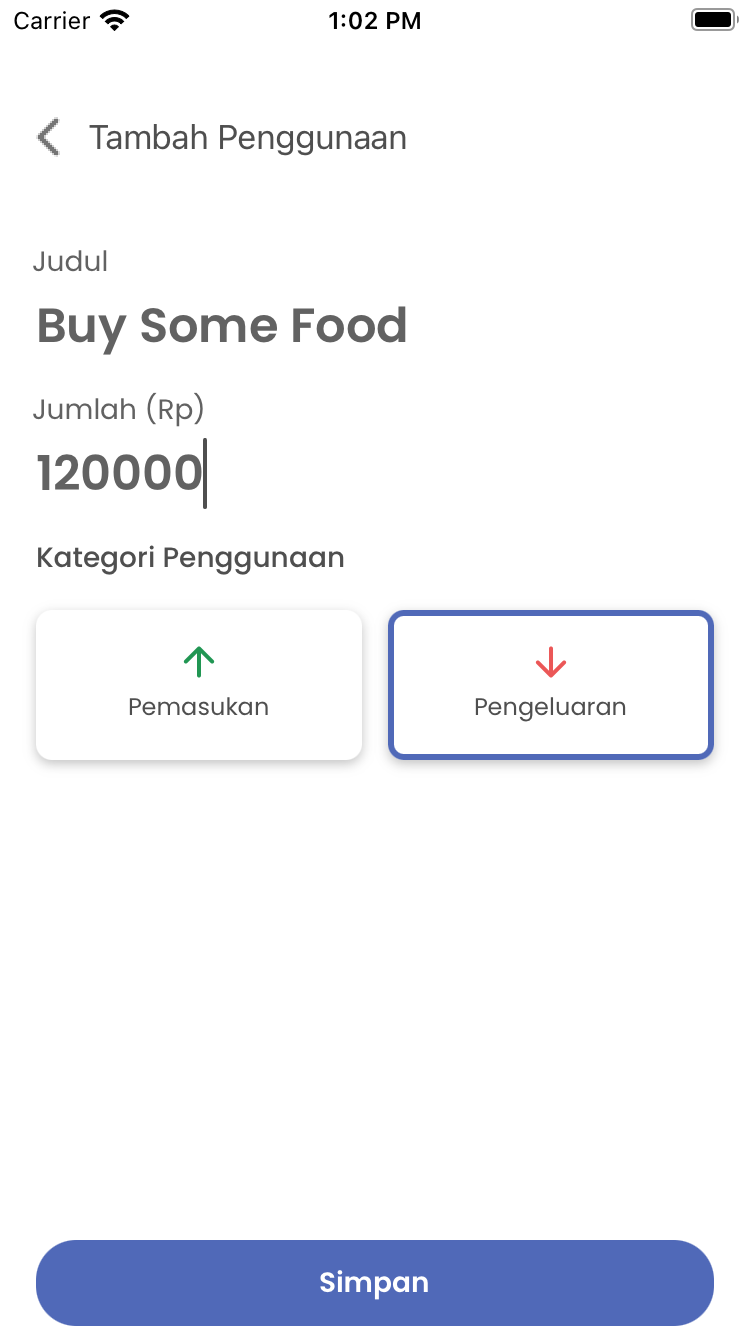 Carrier 1:02 PM
Tambah Penggunaan
Judul
Buy Some Food
Jumlah (Rp)
120000
Kategori Penggunaan
Pemasukan Pengeluaran
Simpan